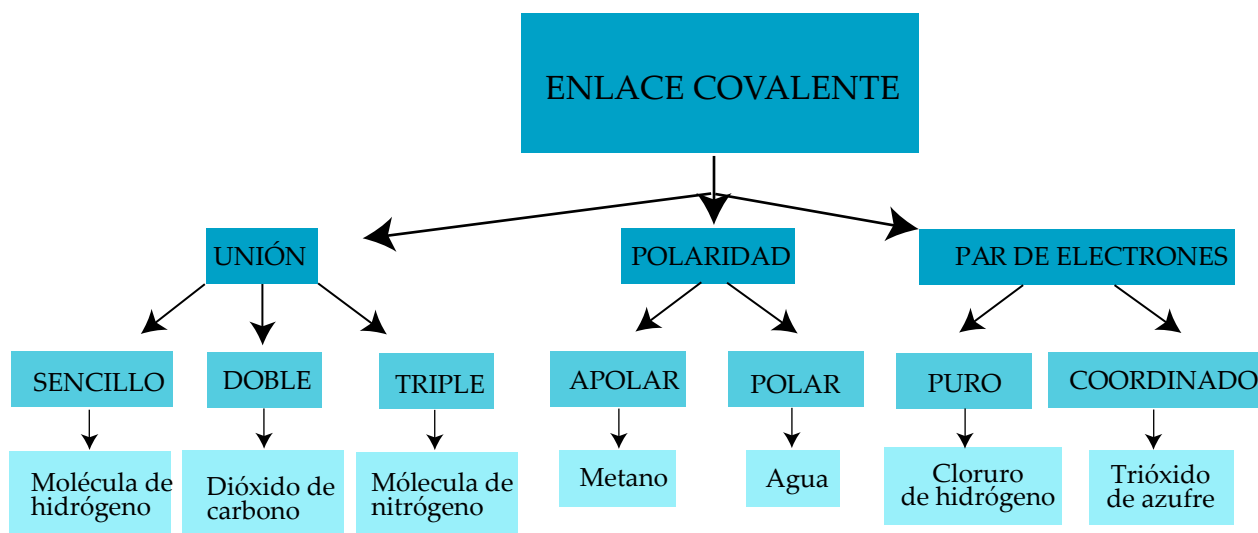 ENLACE COVALENTE
UNIÓN
POLARIDAD
PAR DE ELECTRONES
SENCILLO
DOBLE
TRIPLE
APOLAR
POLAR
PURO
COORDINADO
Molécula de
hidrógeno
Dióxido de
carbono
Mólecula de
nitrógeno
Metano
Agua
Cloruro
de hidrógeno
Trióxido
de azufre